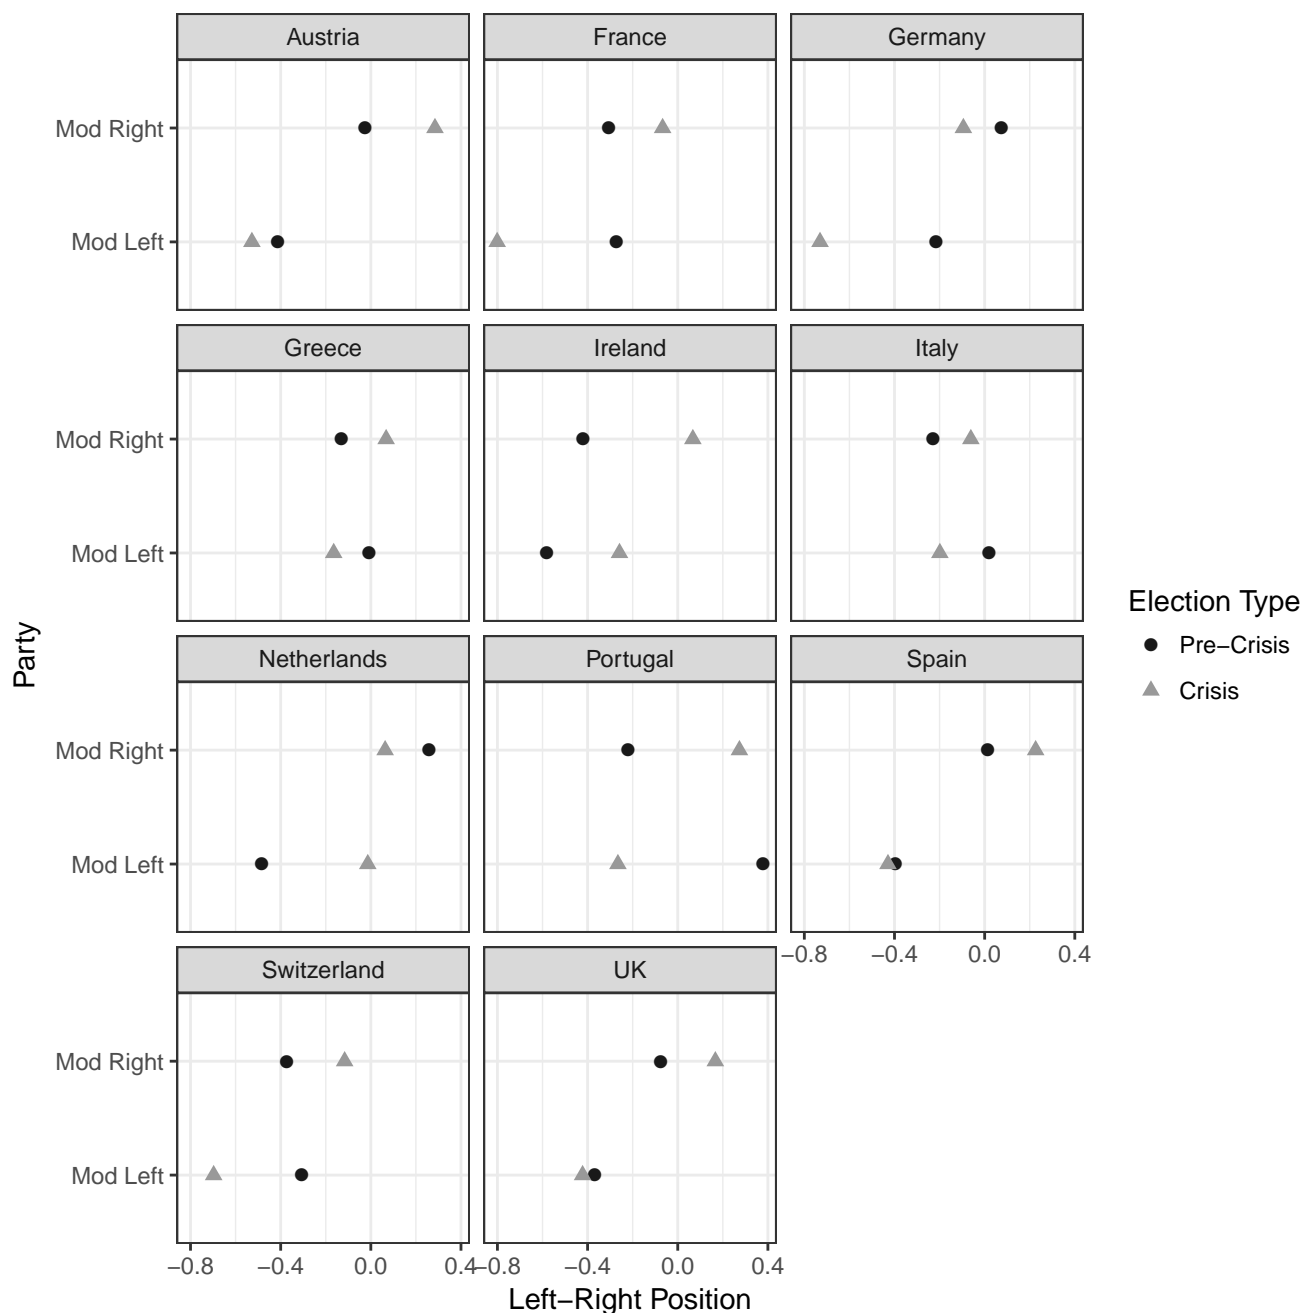 Austria France Germany
Mod Right
Mod Left
Greece Ireland Italy
Mod Right
Mod Left
Party
Election Type
Pre−Crisis
Crisis
Netherlands Portugal Spain
Mod Right
Mod Left
−0.8 −0.4 0.0 0.4
Switzerland UK
Mod Right
Mod Left
−0.8 −0.4 0.0 0.4 −0.8 −0.4 0.0 0.4
Left−Right Position